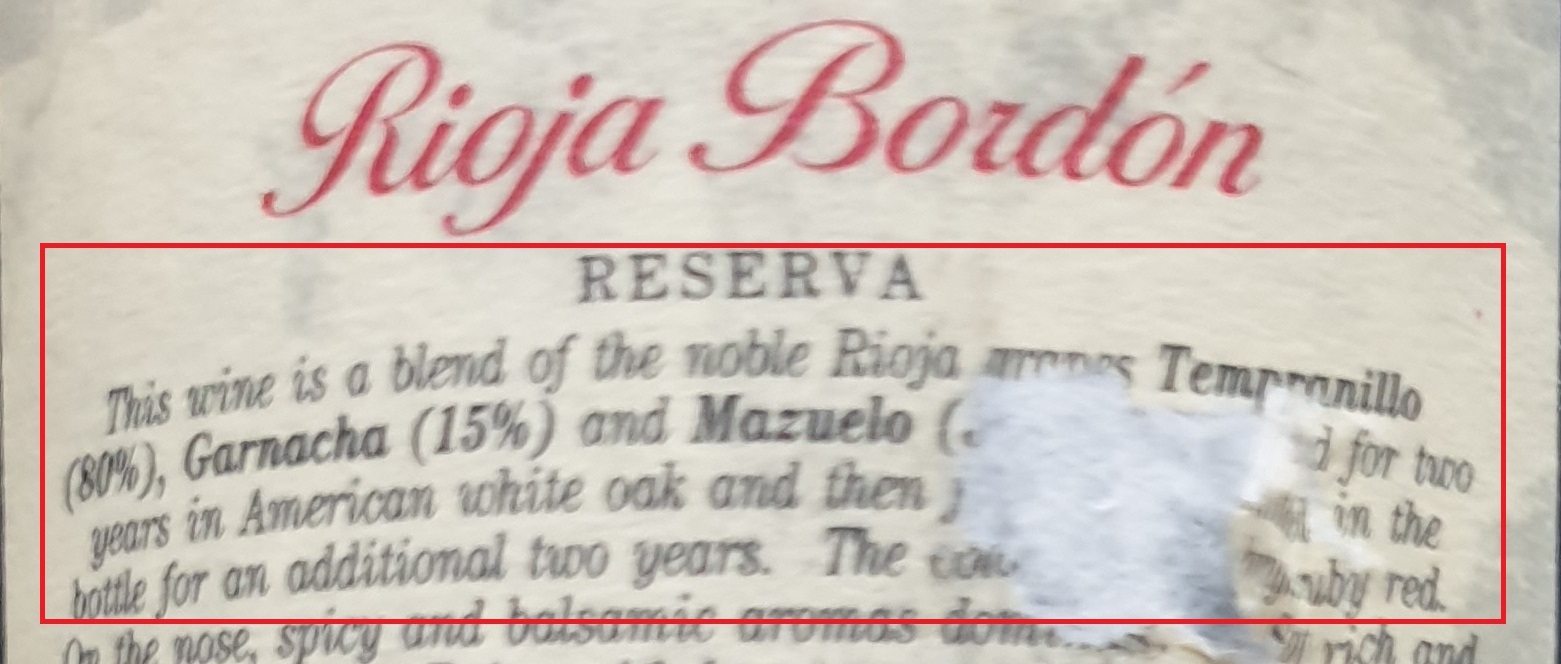 Rioja Bordón
RESERVA
This wine is a blend of the noble Rioja grapes Tempranillo
(80%), Garnacha (15%) and Mazuelo ( for two
years in American white oak and then in the
bottle for an additional two years. The ruby red.
On the nose, spicy and balsamic aromas rich and